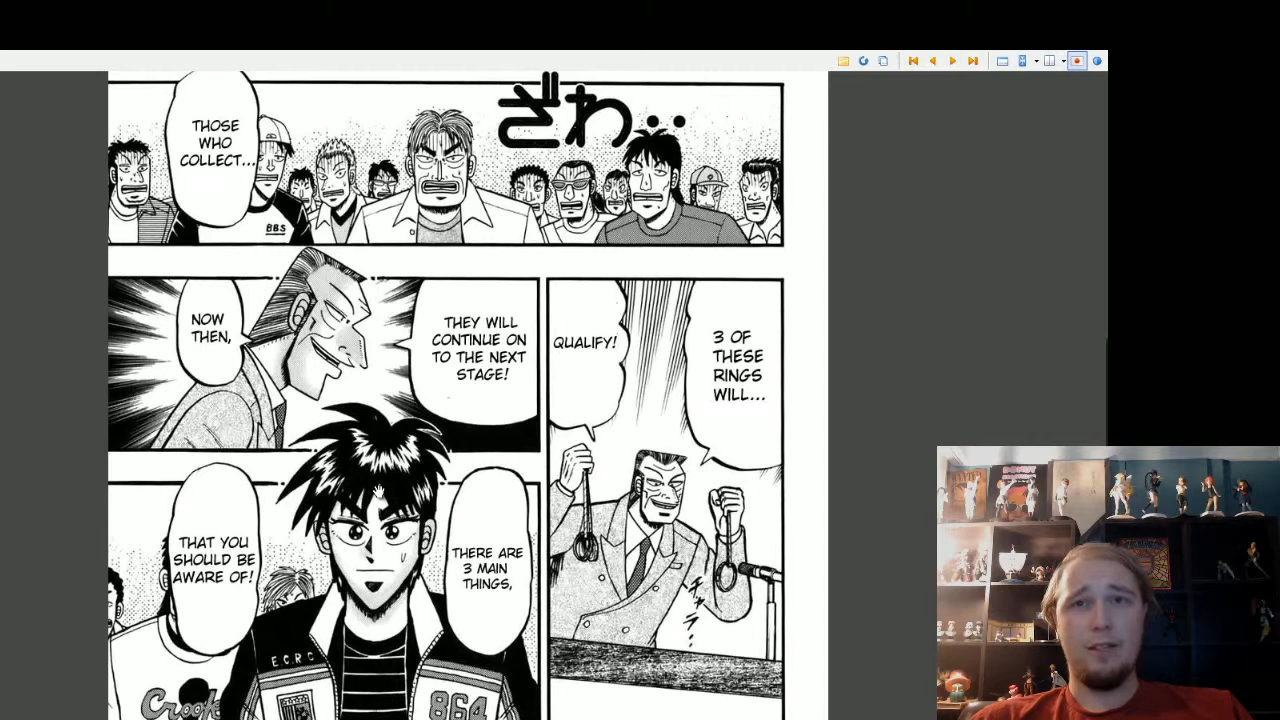 ざわ‥
THOSE
WHO
COLLECT...
BBS
3 OF
THESE
RINGS
WILL...
QUALIFY!
THEY WILL
CONTINUE ON
TO THE NEXT
STAGE!
NOW
THEN,
THERE ARE
3 MAIN
THINGS,
THAT YOU
SHOULD BE
AWARE OF!
E.C.R.C
864
Crook